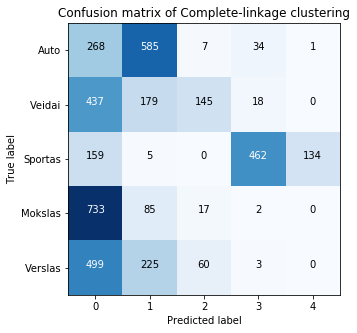 Confusion matrix of Complete-linkage clustering
Auto 268 585 7 34 1
Veidai 437 179 145 18 0
Sportas 159 5 0 462 134
Mokslas 733 85 17 2 0
Verslas 499 225 60 3 0
0 1 2 3 4
True label
Predicted label